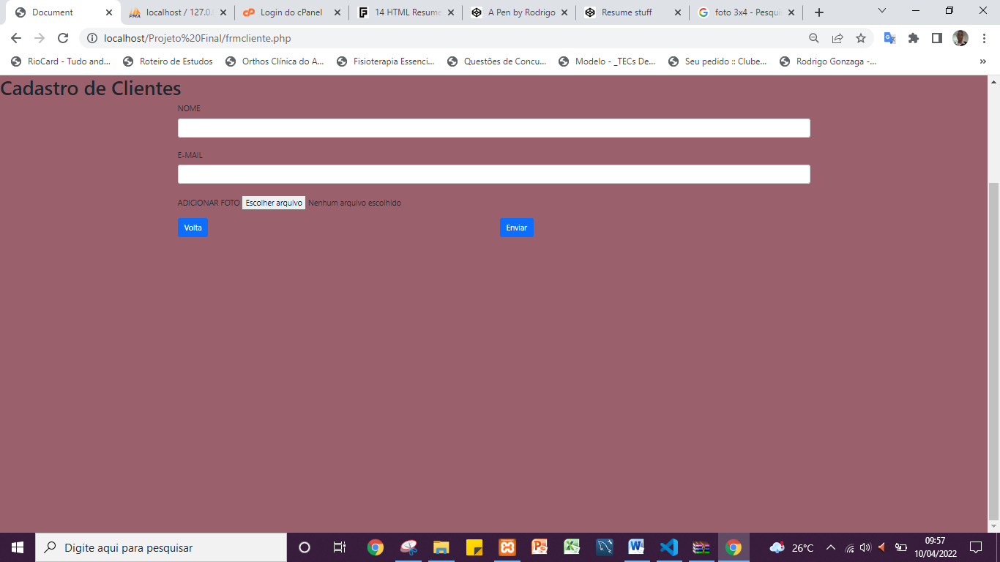 Document
localhost / 127.0.
Login do cPanel
14 HTML Resume
A Pen by Rodrigo
Resume stuff
foto 3x4 - Pesqui
localhost/Projeto%20Final/frmcliente.php
RioCard - Tudo and...
Roteiro de Estudos
Orthos Clínica do A...
Fisioterapia Essenci...
Questões de Concu...
Modelo - _TECs De...
Seu pedido :: Clube...
Rodrigo Gonzaga -...
»
Cadastro de Clientes
NOME
E-MAIL
ADICIONAR FOTO Escolher arquivo Nenhum arquivo escolhido
Volta
Enviar
Digite aqui para pesquisar
26°C
09:57
10/04/2022